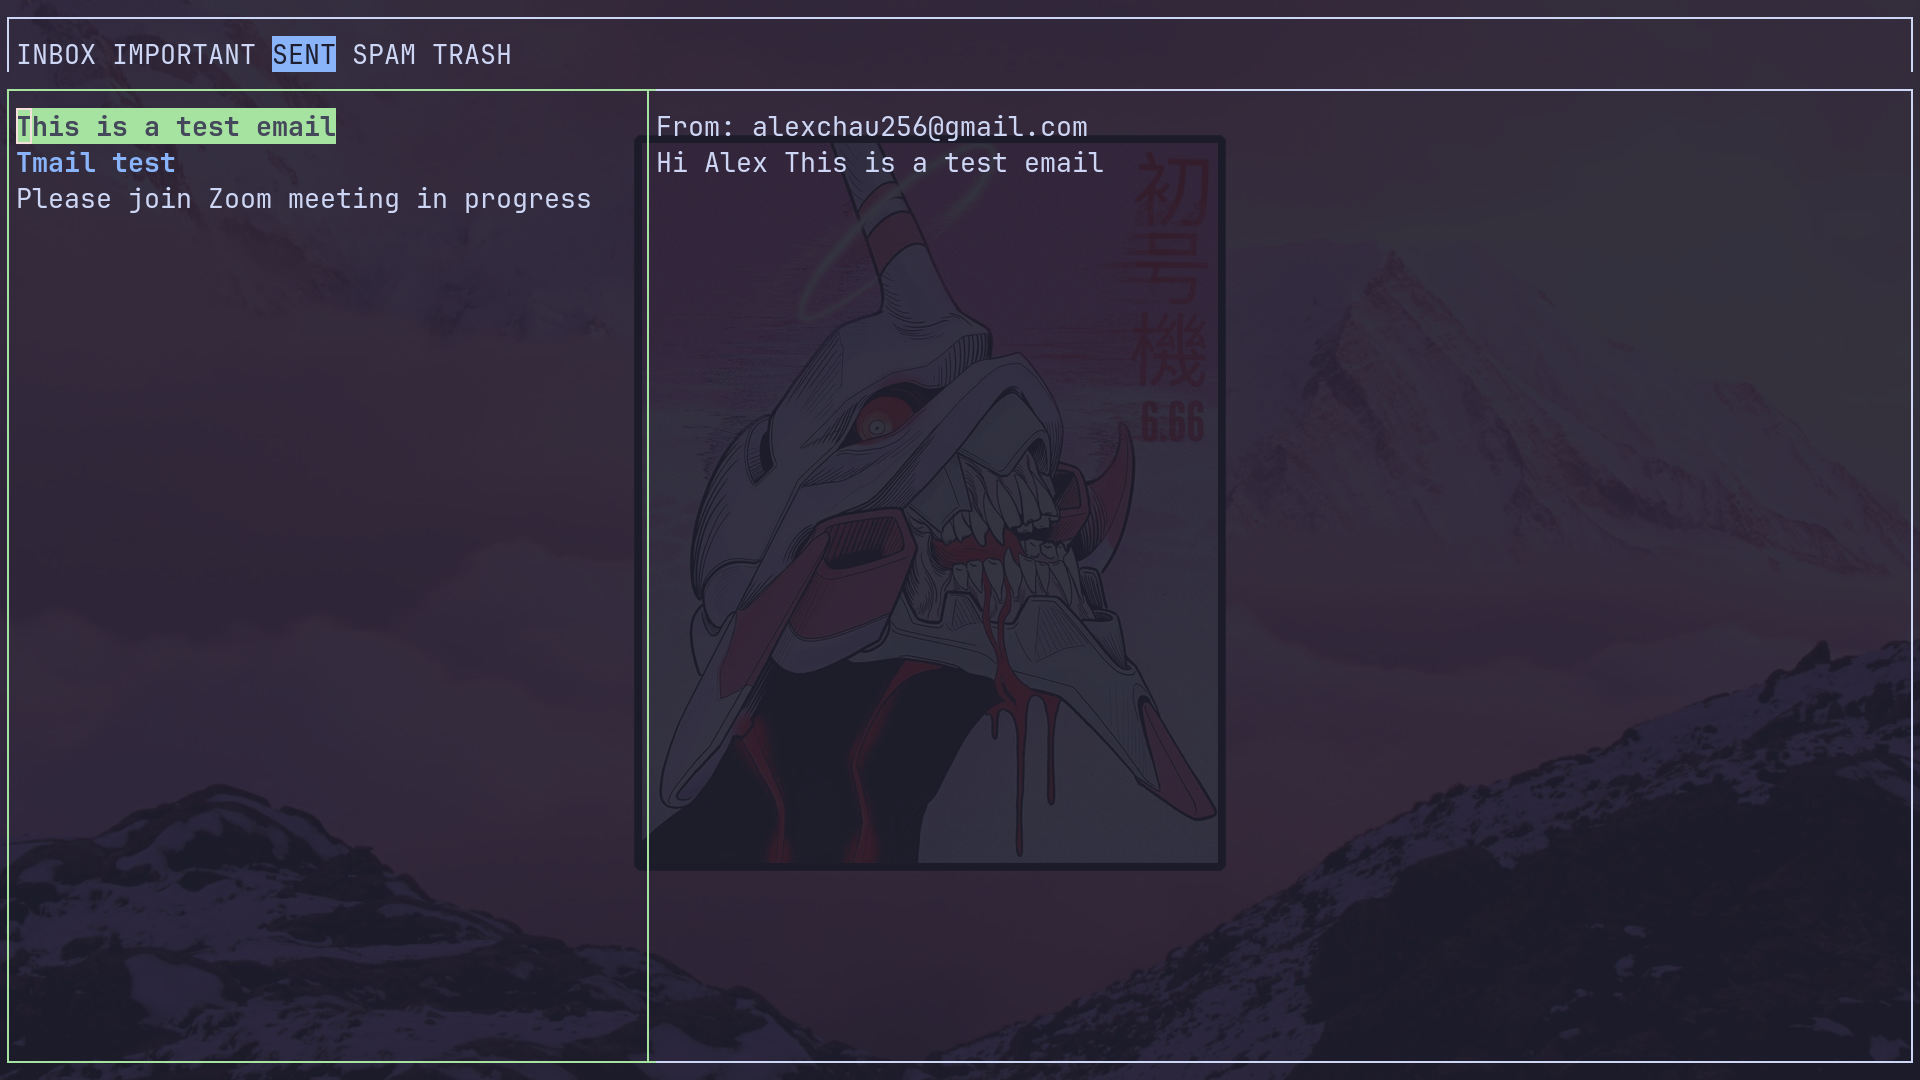 INBOX IMPORTANT SENT SPAM TRASH
This is a test email
Tmail test
Please join Zoom meeting in progress
From: alexchau256@gmail.com
Hi Alex This is a test email
初号機
6.66